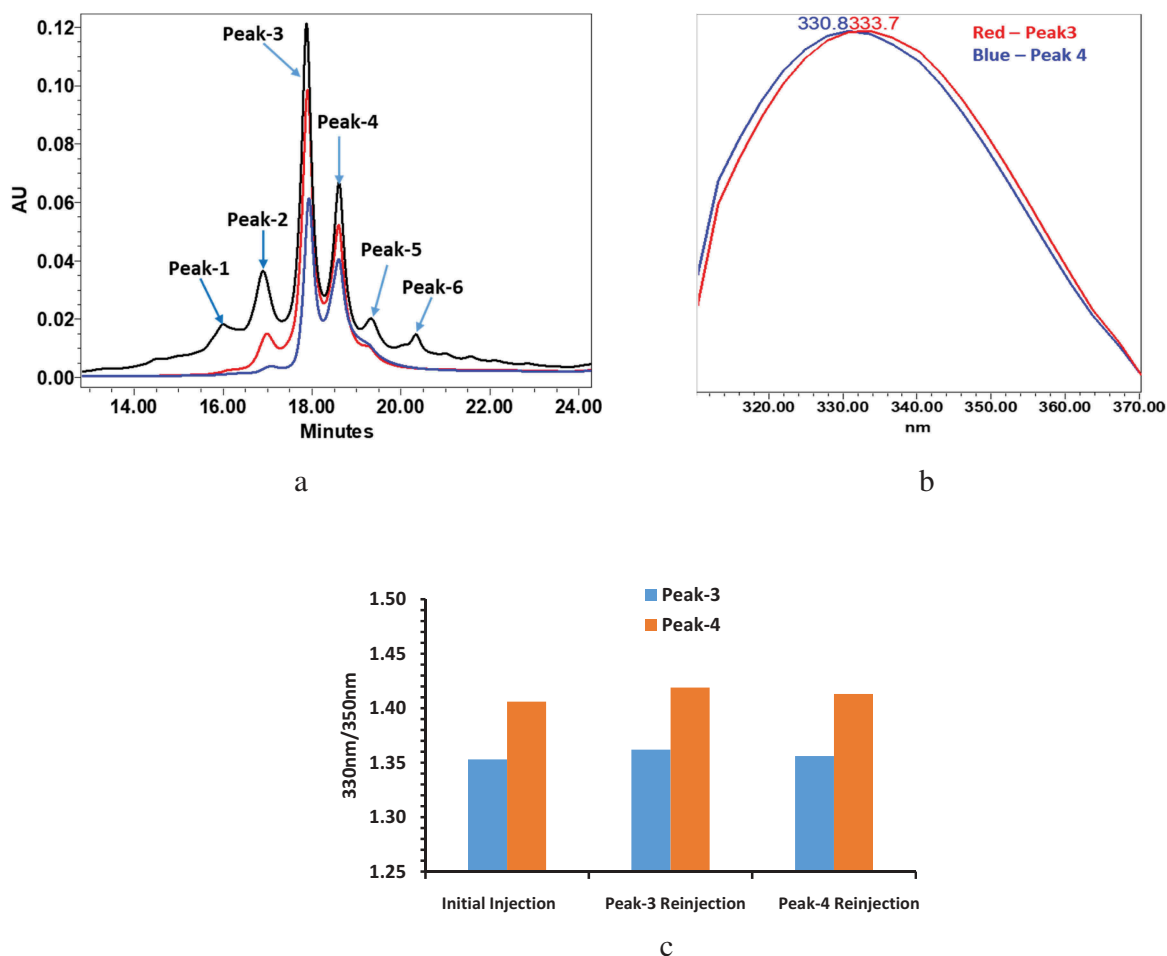 0.12
0.10
0.08
0.06
0.04
0.02
0.00
AU
Peak-3
Peak-4
Peak-2
Peak-1
Peak-5
Peak-6
14.00 16.00 18.00 20.00 22.00 24.00
Minutes
a
330.8 333.7
Red – Peak3
Blue – Peak 4
320.00 330.00 340.00 350.00 360.00 370.00
nm
b
1.50
1.45
1.40
1.35
1.30
1.25
330nm/350nm
Peak-3
Peak-4
Initial Injection Peak-3 Reinjection Peak-4 Reinjection
c